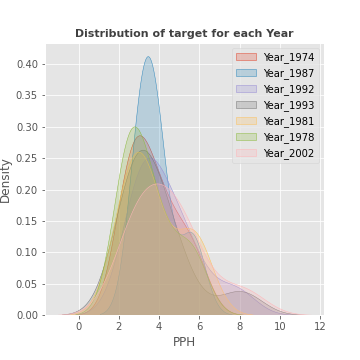 Distribution of target for each Year
Year_1974
Year_1987
Year_1992
Year_1993
Year_1981
Year_1978
Year_2002
Density
0.40
0.35
0.30
0.25
0.20
0.15
0.10
0.05
0.00
0 2 4 6 8 10 12
PPH